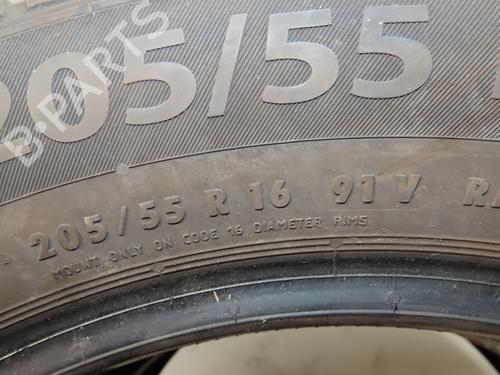 B-PARTS
205/55
205/55 R 16 91 V
MOUNT ONLY ON CODE 16 DIAMETER RIMS